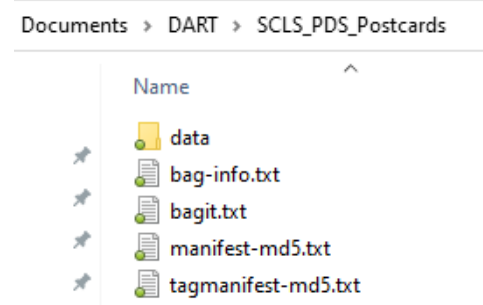 Documents > DART > SCLS_PDS_Postcards
Name
data
bag-info.txt
bagit.txt
manifest-md5.txt
tagmanifest-md5.txt